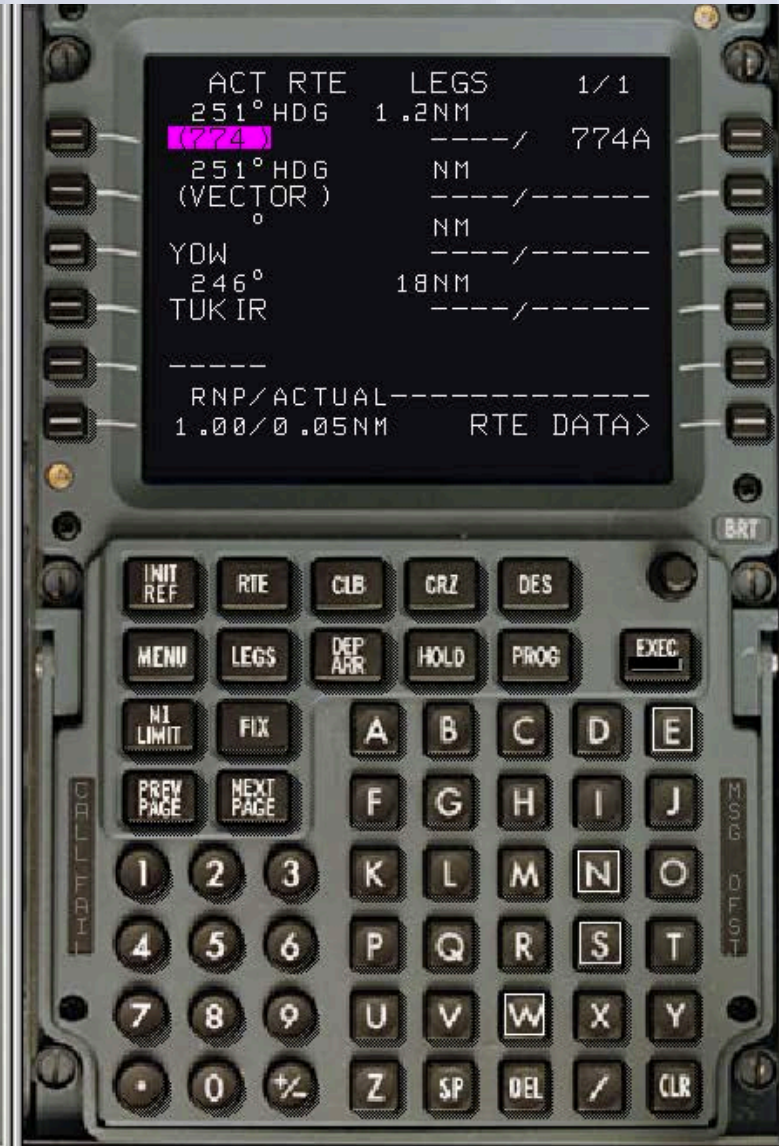 ACT RTE LEGS 1/1
251°HDG 1.2NM
(774 ) ----/ 774A
251°HDG NM
(VECTOR ) ----/------
° NM
YOW ----/------
246° 18NM
TUKIR ----/------
-----
RNP/ACTUAL-------------
1.00/0.05NM RTE DATA>
BRT
INIT REF RTE CLB CRZ DES
MENU LEGS DEP ARR HOLD PROG EXEC
N1 LIMIT FIX
A B C D E
PREV PAGE NEXT PAGE
F G H I J
1 2 3 K L M N O
4 5 6 P Q R S T
7 8 9 U V W X Y
. 0 +/- Z SP DEL / CLR
CALL FAIL
MSG OFST